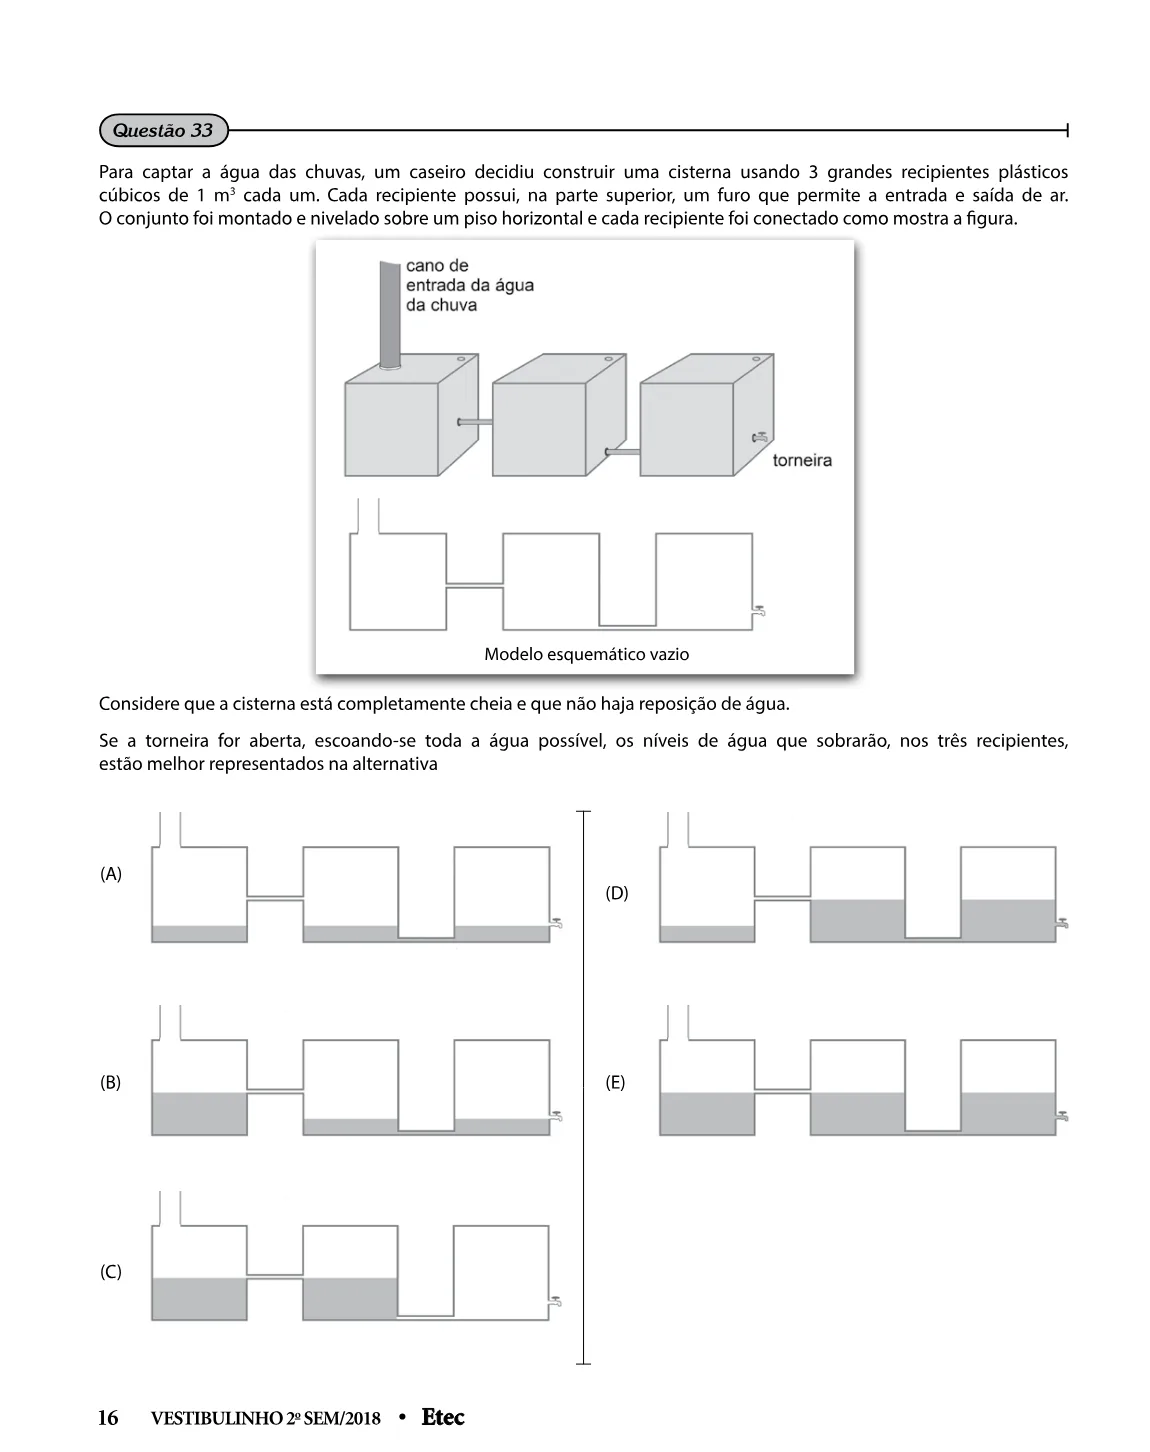 Questão 33
Para captar a água das chuvas, um caseiro decidiu construir uma cisterna usando 3 grandes recipientes plásticos
cúbicos de 1 m³ cada um. Cada recipiente possui, na parte superior, um furo que permite a entrada e saída de ar.
O conjunto foi montado e nivelado sobre um piso horizontal e cada recipiente foi conectado como mostra a figura.
cano de
entrada da água
da chuva
torneira
Modelo esquemático vazio
Considere que a cisterna está completamente cheia e que não haja reposição de água.
Se a torneira for aberta, escoando-se toda a água possível, os níveis de água que sobrarão, nos três recipientes,
estão melhor representados na alternativa
(A)
(B)
(C)
(D)
(E)
16 VESTIBULINHO 2º SEM/2018 • Etec